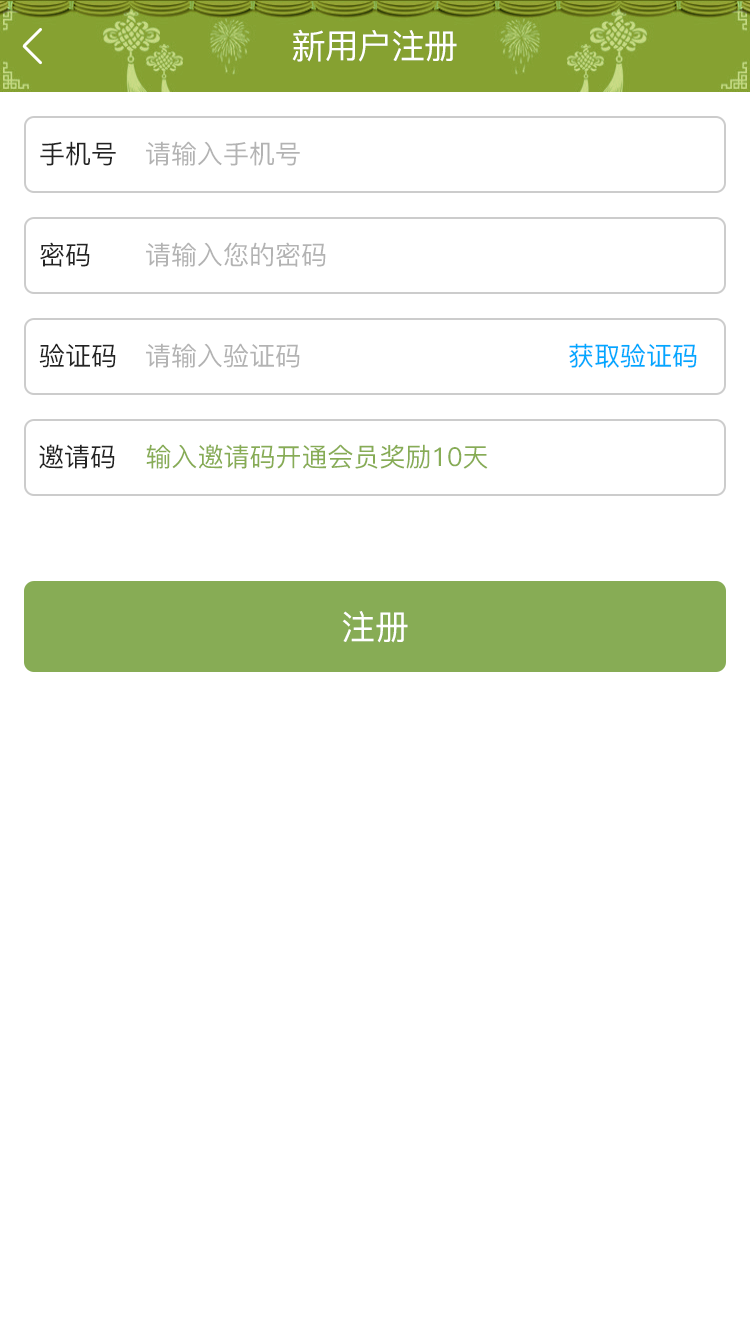 新用户注册
手机号 请输入手机号
密码 请输入您的密码
验证码 请输入验证码 获取验证码
邀请码 输入邀请码开通会员奖励10天
注册